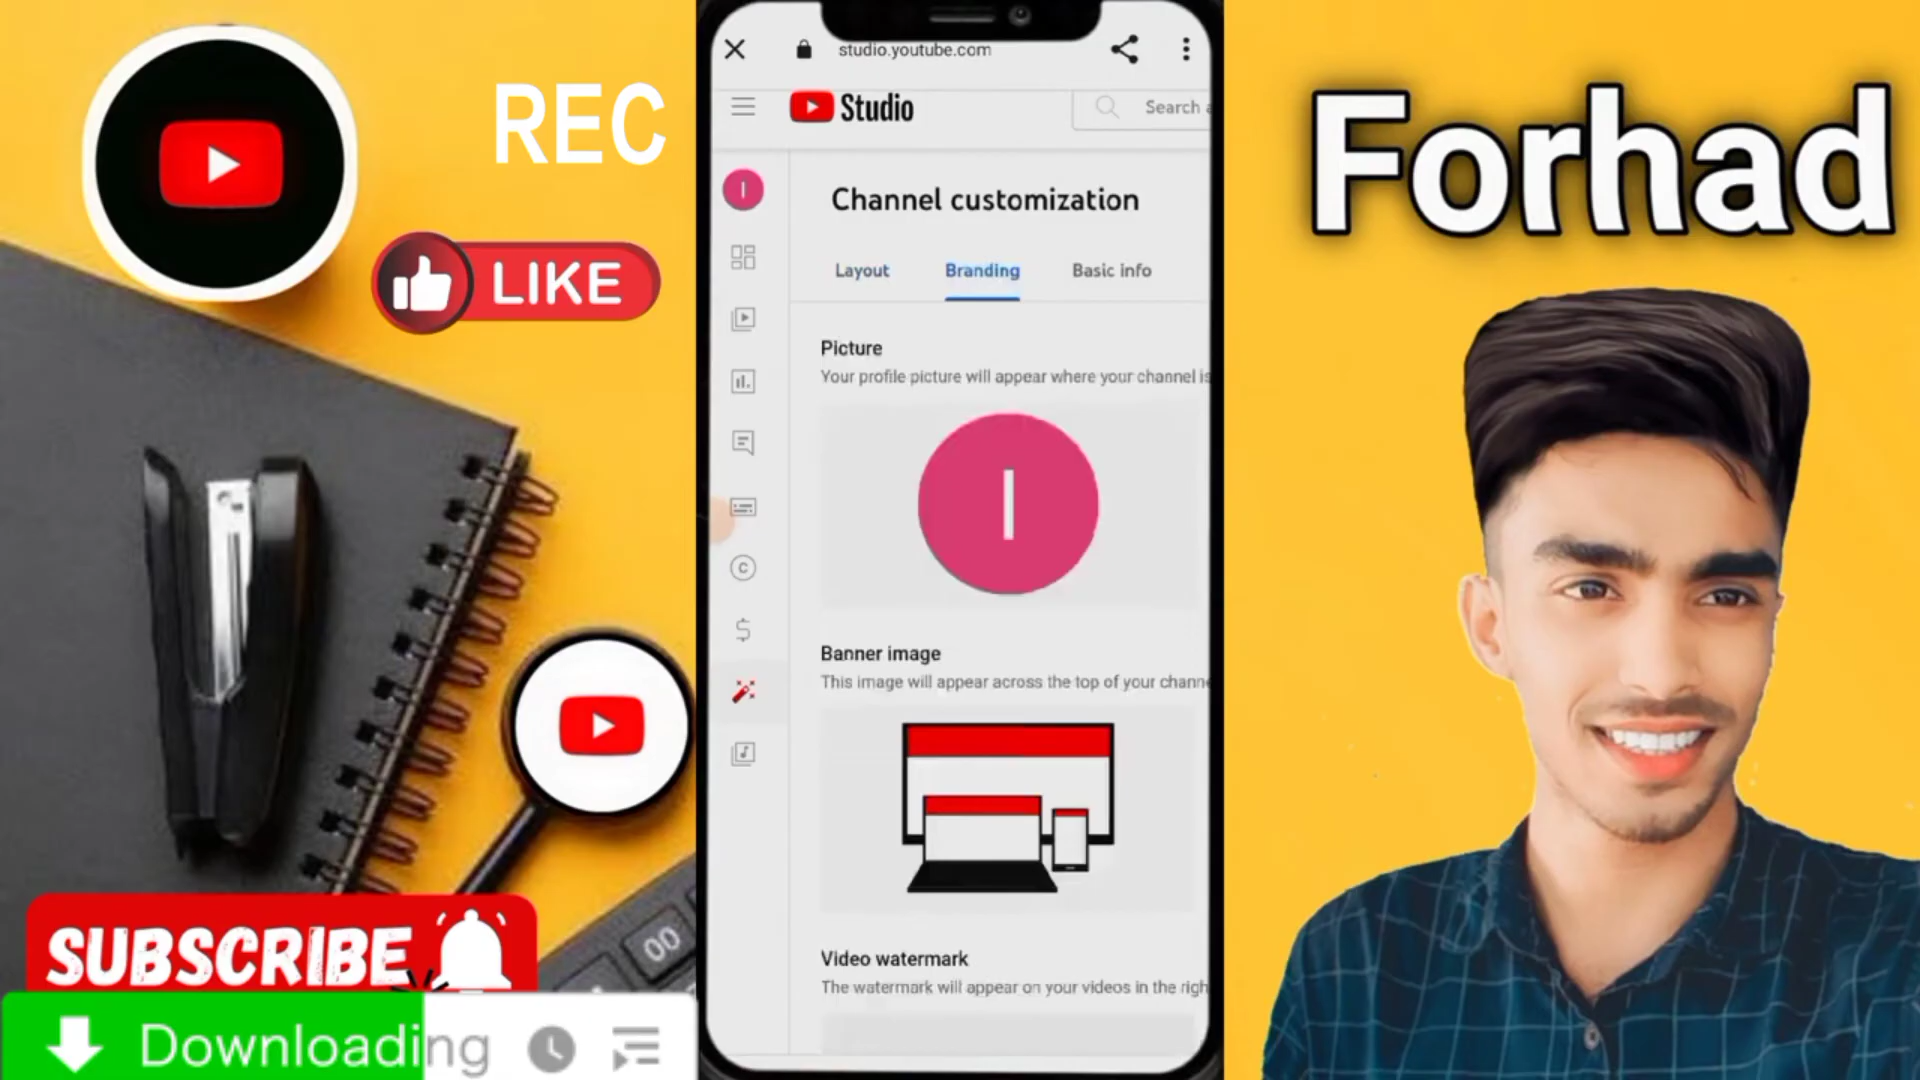 REC
LIKE
SUBSCRIBE
Downloading
00
studio.youtube.com
Studio
Search
Channel customization
Layout
Branding
Basic info
Picture
Your profile picture will appear where your channel is
I
I
Banner image
This image will appear across the top of your channe
Video watermark
The watermark will appear on your videos in the righ
Forhad